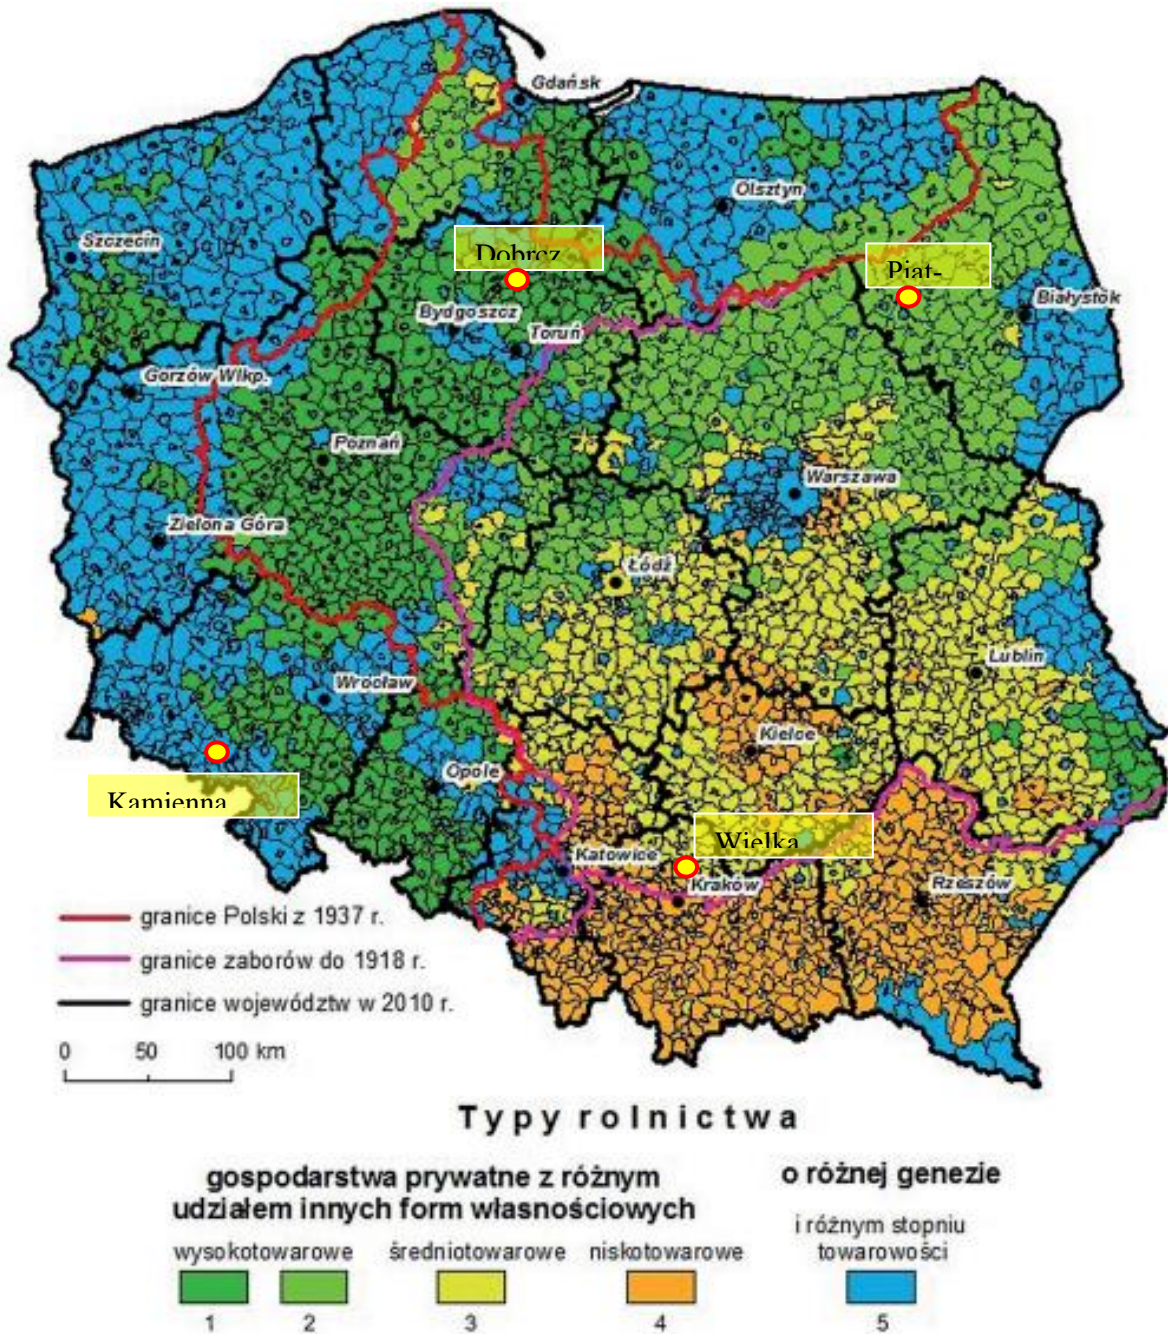 Gdańsk
Olsztyn
Szczecin
Dobrcz
Piąt-
Białystok
Bydgoszcz
Toruń
Gorzów Wlkp.
Poznań
Warszawa
Zielona Góra
Łódź
Lublin
Wrocław
Kielce
Opole
Kamienna
Wielka
Katowice
Kraków
Rzeszów
granice Polski z 1937 r.
granice zaborów do 1918 r.
granice województw w 2010 r.
0 50 100 km
Typy rolnictwa
gospodarstwa prywatne z różnym
udziałem innych form własnościowych
o różnej genezie
i różnym stopniu
towarowości
wysokotowarowe średniotowarowe niskotowarowe
1 2 3 4 5